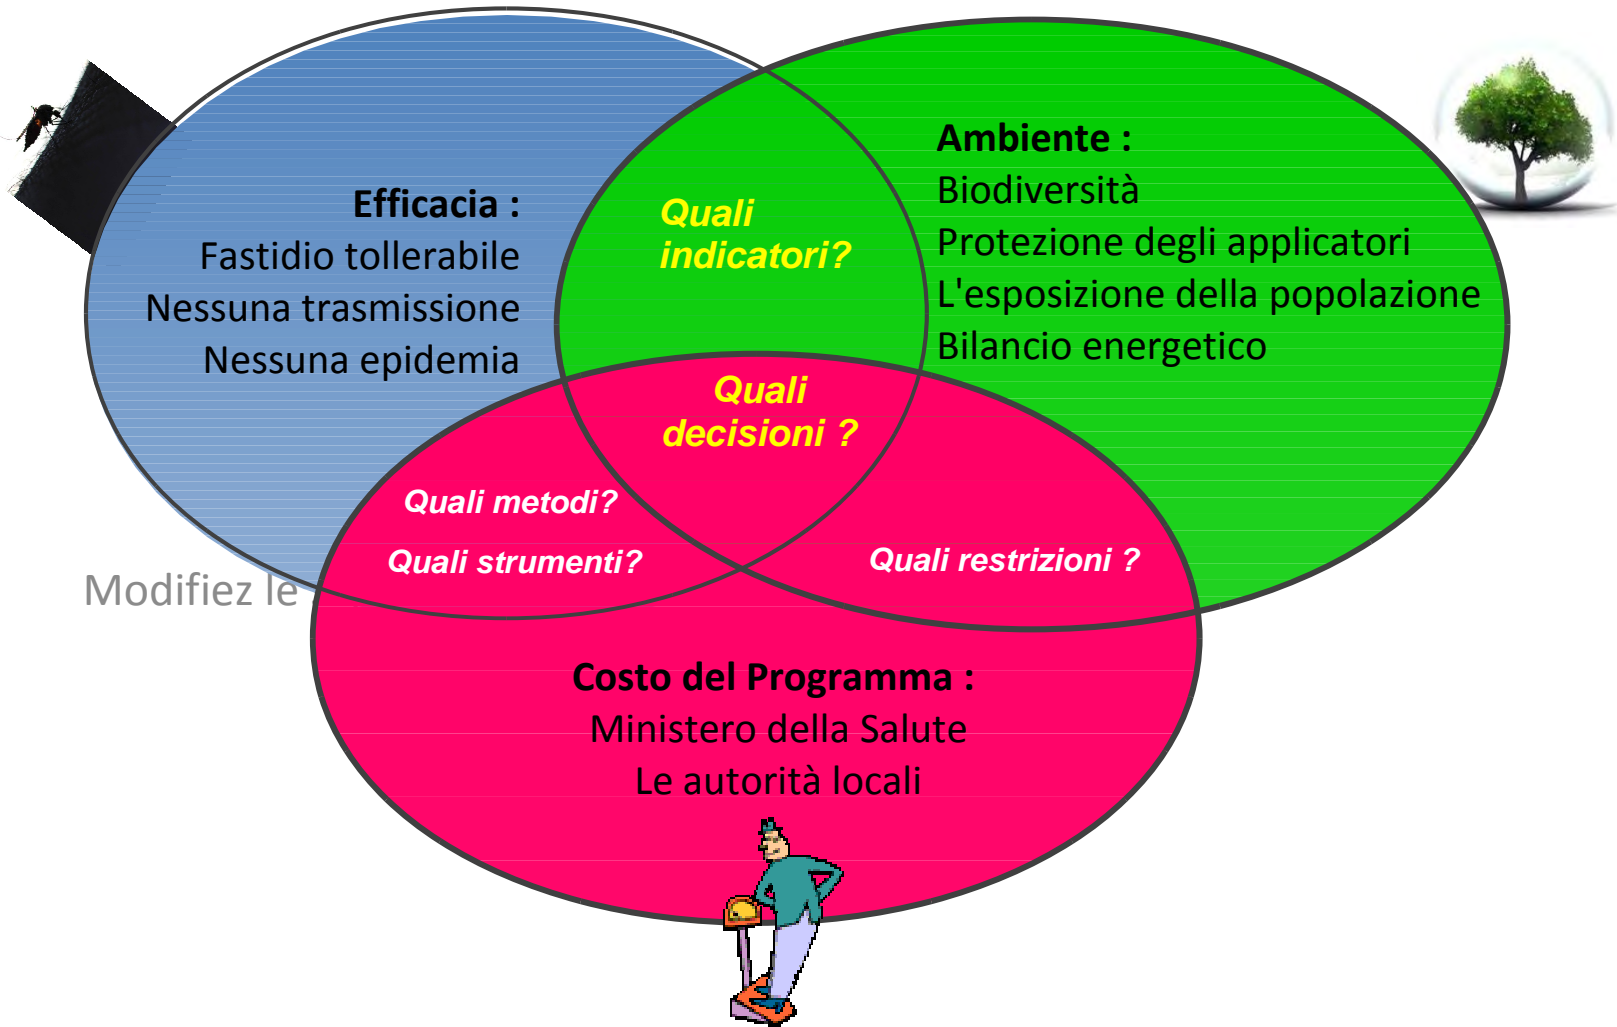 Efficacia :
Fastidio tollerabile
Nessuna trasmissione
Nessuna epidemia
Quali
indicatori?
Ambiente :
Biodiversità
Protezione degli applicatori
L'esposizione della popolazione
Bilancio energetico
Quali
decisioni ?
Quali metodi?
Quali strumenti?
Quali restrizioni ?
Modifiez le
Costo del Programma :
Ministero della Salute
Le autorità locali